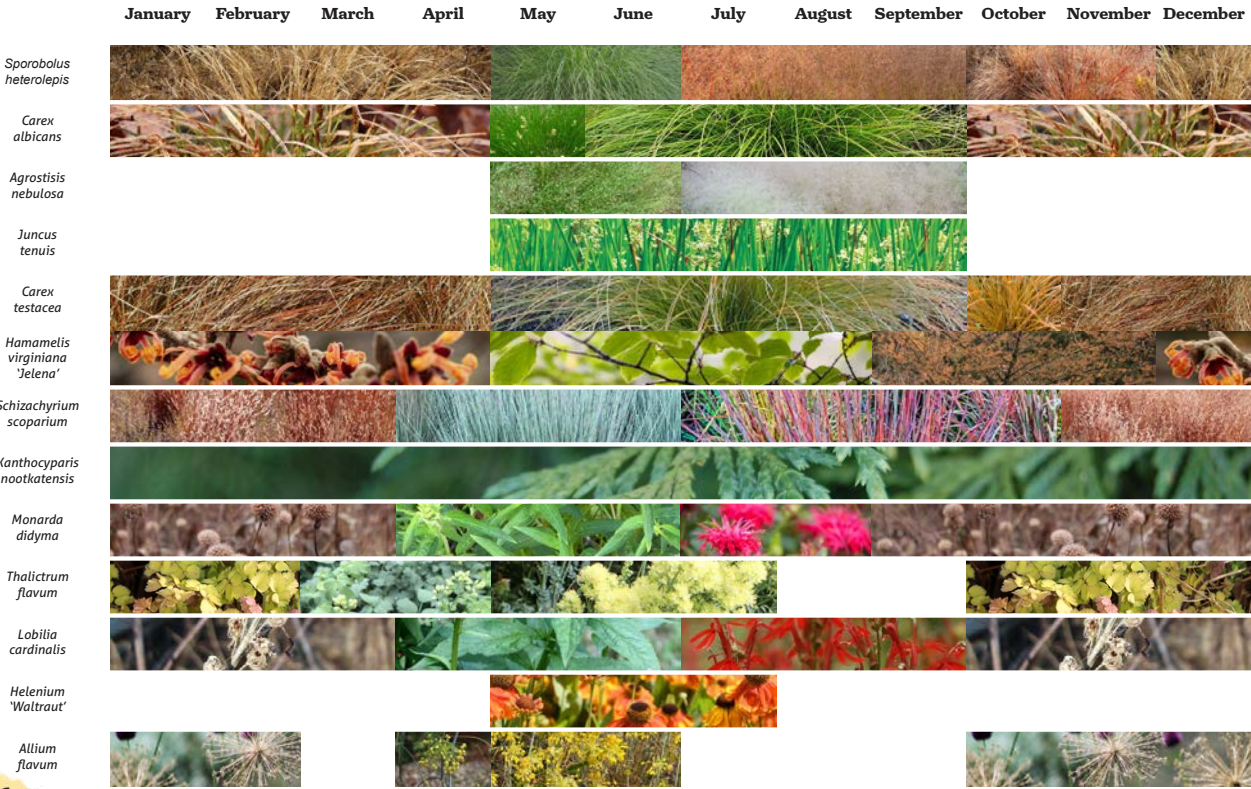 January February March April May June July August September October November December
Sporobolus
heterolepis
Carex
albicans
Agrostisis
nebulosa
Juncus
tenuis
Carex
testacea
Hamamelis
virginiana
'Jelena'
Schizachyrium
scoparium
Xanthocyparis
nootkatensis
Monarda
didyma
Thalictrum
flavum
Lobilia
cardinalis
Helenium
'Waltraut'
Allium
flavum